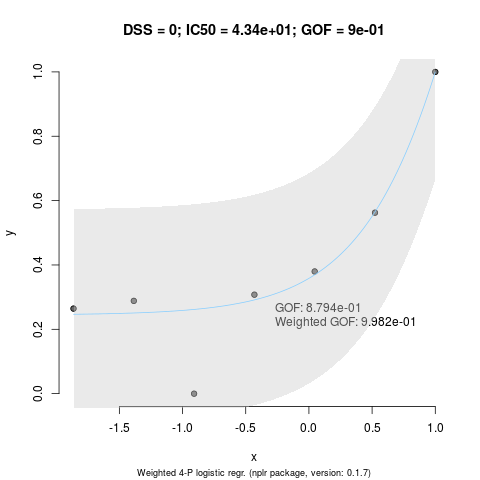 DSS = 0; IC50 = 4.34e+01; GOF = 9e-01
1.0
0.8
0.6
0.4
0.2
0.0
y
GOF: 8.794e-01
Weighted GOF: 9.982e-01
-1.5 -1.0 -0.5 0.0 0.5 1.0
x
Weighted 4-P logistic regr. (nplr package, version: 0.1.7)